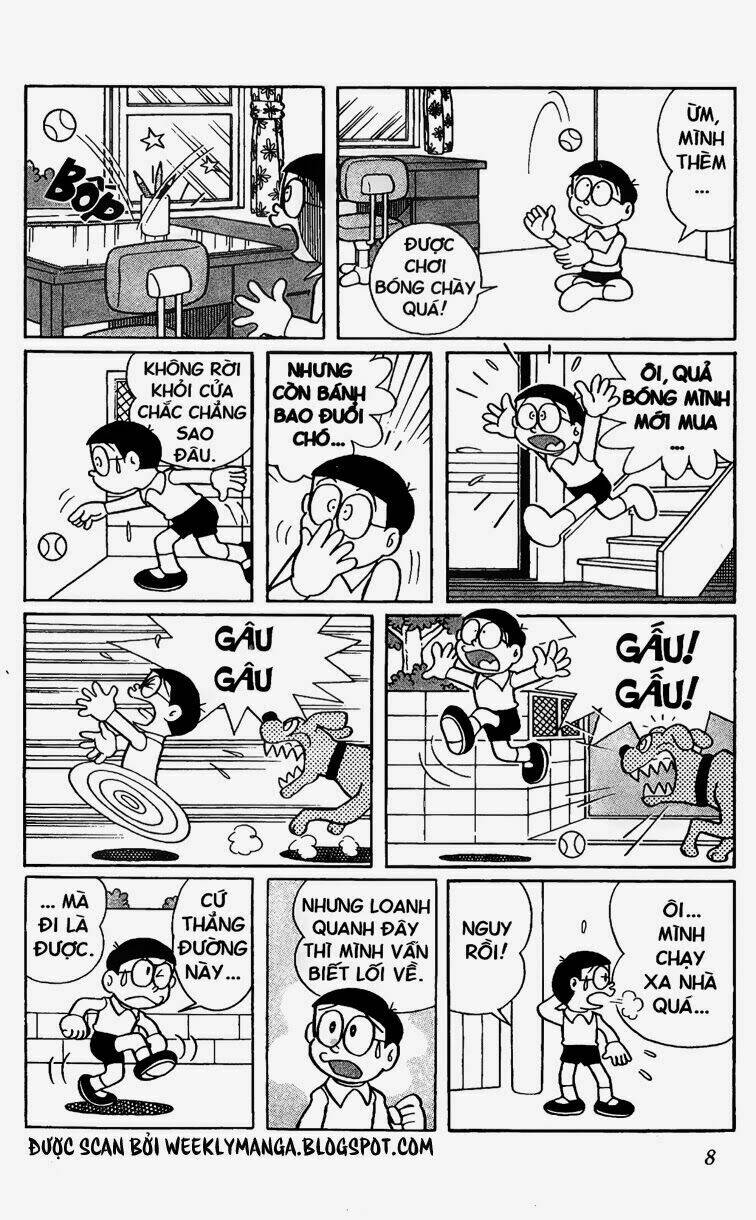 ỪM,
MÌNH
THÈM
...
ĐƯỢC
CHƠI
BÓNG CHÀY
QUÁ!
BỐP
ÔI, QUẢ
BÓNG MÌNH
MỚI MUA
...
NHƯNG
CÒN BÁNH
BAO ĐUỔI
CHÓ...
KHÔNG RỜI
KHỎI CỬA
CHẮC CHẲNG
SAO
ĐÂU.
GẤU!
GẤU!
GÂU
GÂU
ÔI...
MÌNH
CHẠY
XA NHÀ
QUÁ...
NGUY
RỒI!
NHƯNG LOANH
QUANH ĐÂY
THÌ MÌNH VẪN
BIẾT LỐI VỀ.
CỨ
THẲNG
ĐƯỜNG
NÀY...
... MÀ
ĐI LÀ
ĐƯỢC.
ĐƯỢC SCAN BỞI WEEKLYMANGA.BLOGSPOT.COM
8